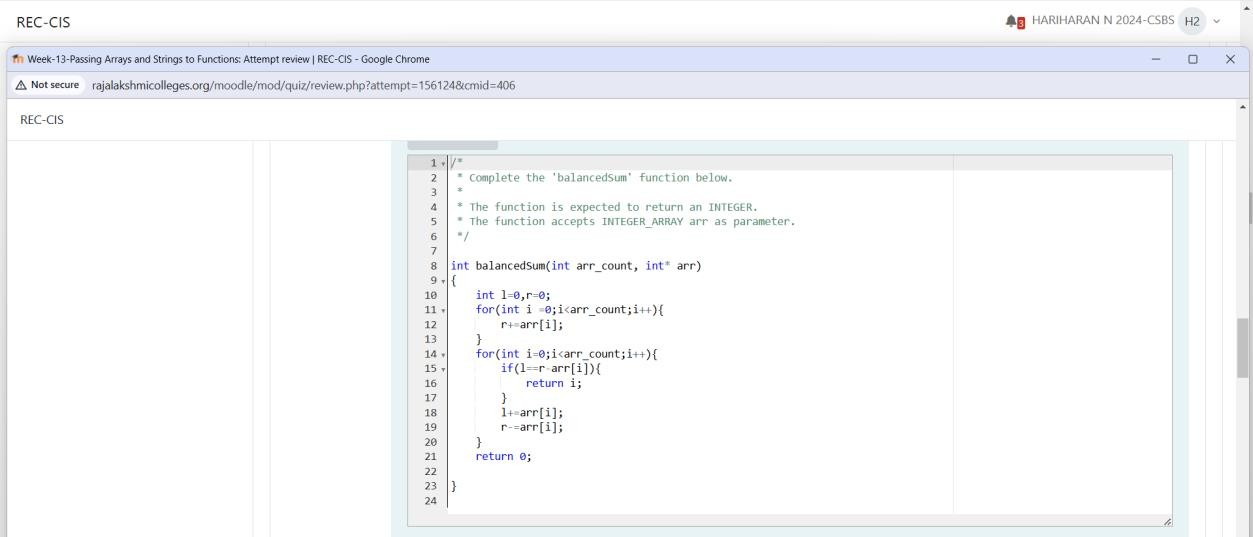 REC-CIS
3 HARIHARAN N 2024-CSBS H2
Week-13-Passing Arrays and Strings to Functions: Attempt review | REC-CIS - Google Chrome
Not secure rajalakshmicolleges.org/moodle/mod/quiz/review.php?attempt=156124&cmid=406
REC-CIS
1 /*
2 * Complete the 'balancedSum' function below.
3 *
4 * The function is expected to return an INTEGER.
5 * The function accepts INTEGER_ARRAY arr as parameter.
6 */
7
8 int balancedSum(int arr_count, int* arr)
9 {
10 int l=0,r=0;
11 for(int i =0;i<arr_count;i++){
12 r+=arr[i];
13 }
14 for(int i=0;i<arr_count;i++){
15 if(l==r-arr[i]){
16 return i;
17 }
18 l+=arr[i];
19 r-=arr[i];
20 }
21 return 0;
22
23 }
24